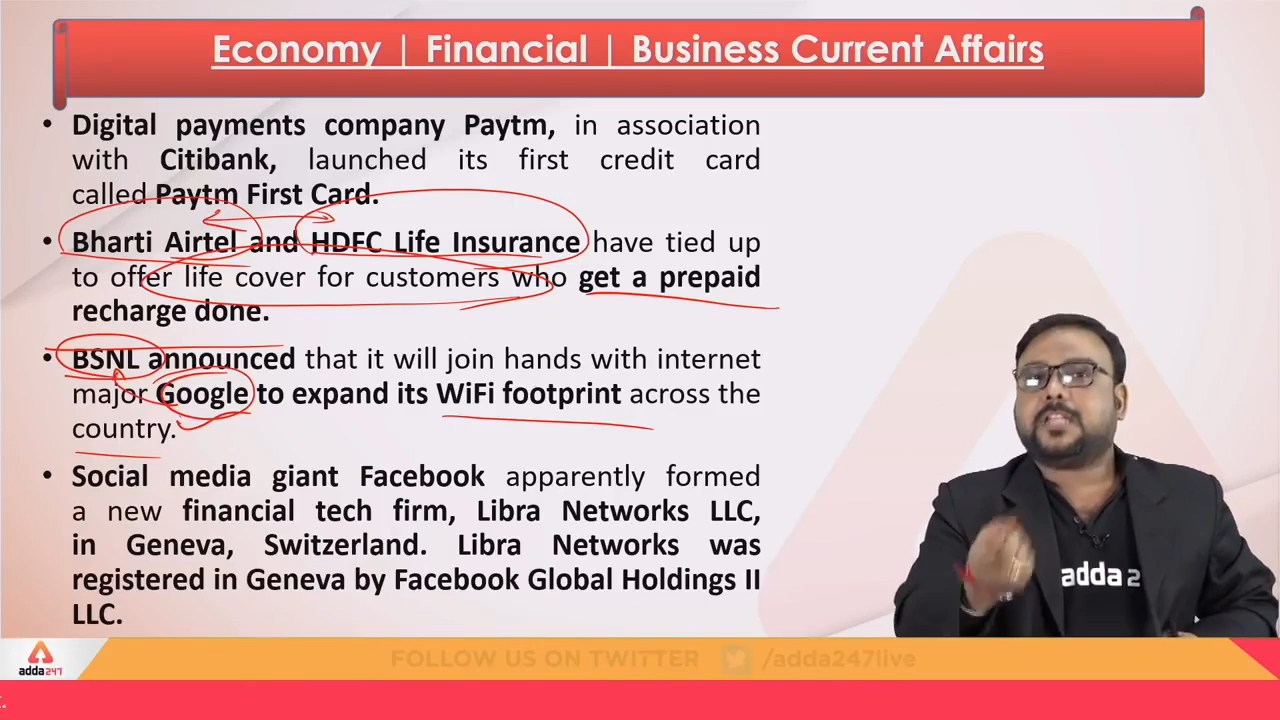 Economy | Financial | Business Current Affairs
• Digital payments company Paytm, in association
with Citibank, launched its first credit card
called Paytm First Card.
• Bharti Airtel and HDFC Life Insurance have tied up
to offer life cover for customers who get a prepaid
recharge done.
• BSNL announced that it will join hands with internet
major Google to expand its WiFi footprint across the
country.
• Social media giant Facebook apparently formed
a new financial tech firm, Libra Networks LLC,
in Geneva, Switzerland. Libra Networks was
registered in Geneva by Facebook Global Holdings II
LLC.
adda 2
adda247
FOLLOW US ON TWITTER /adda247live
t.